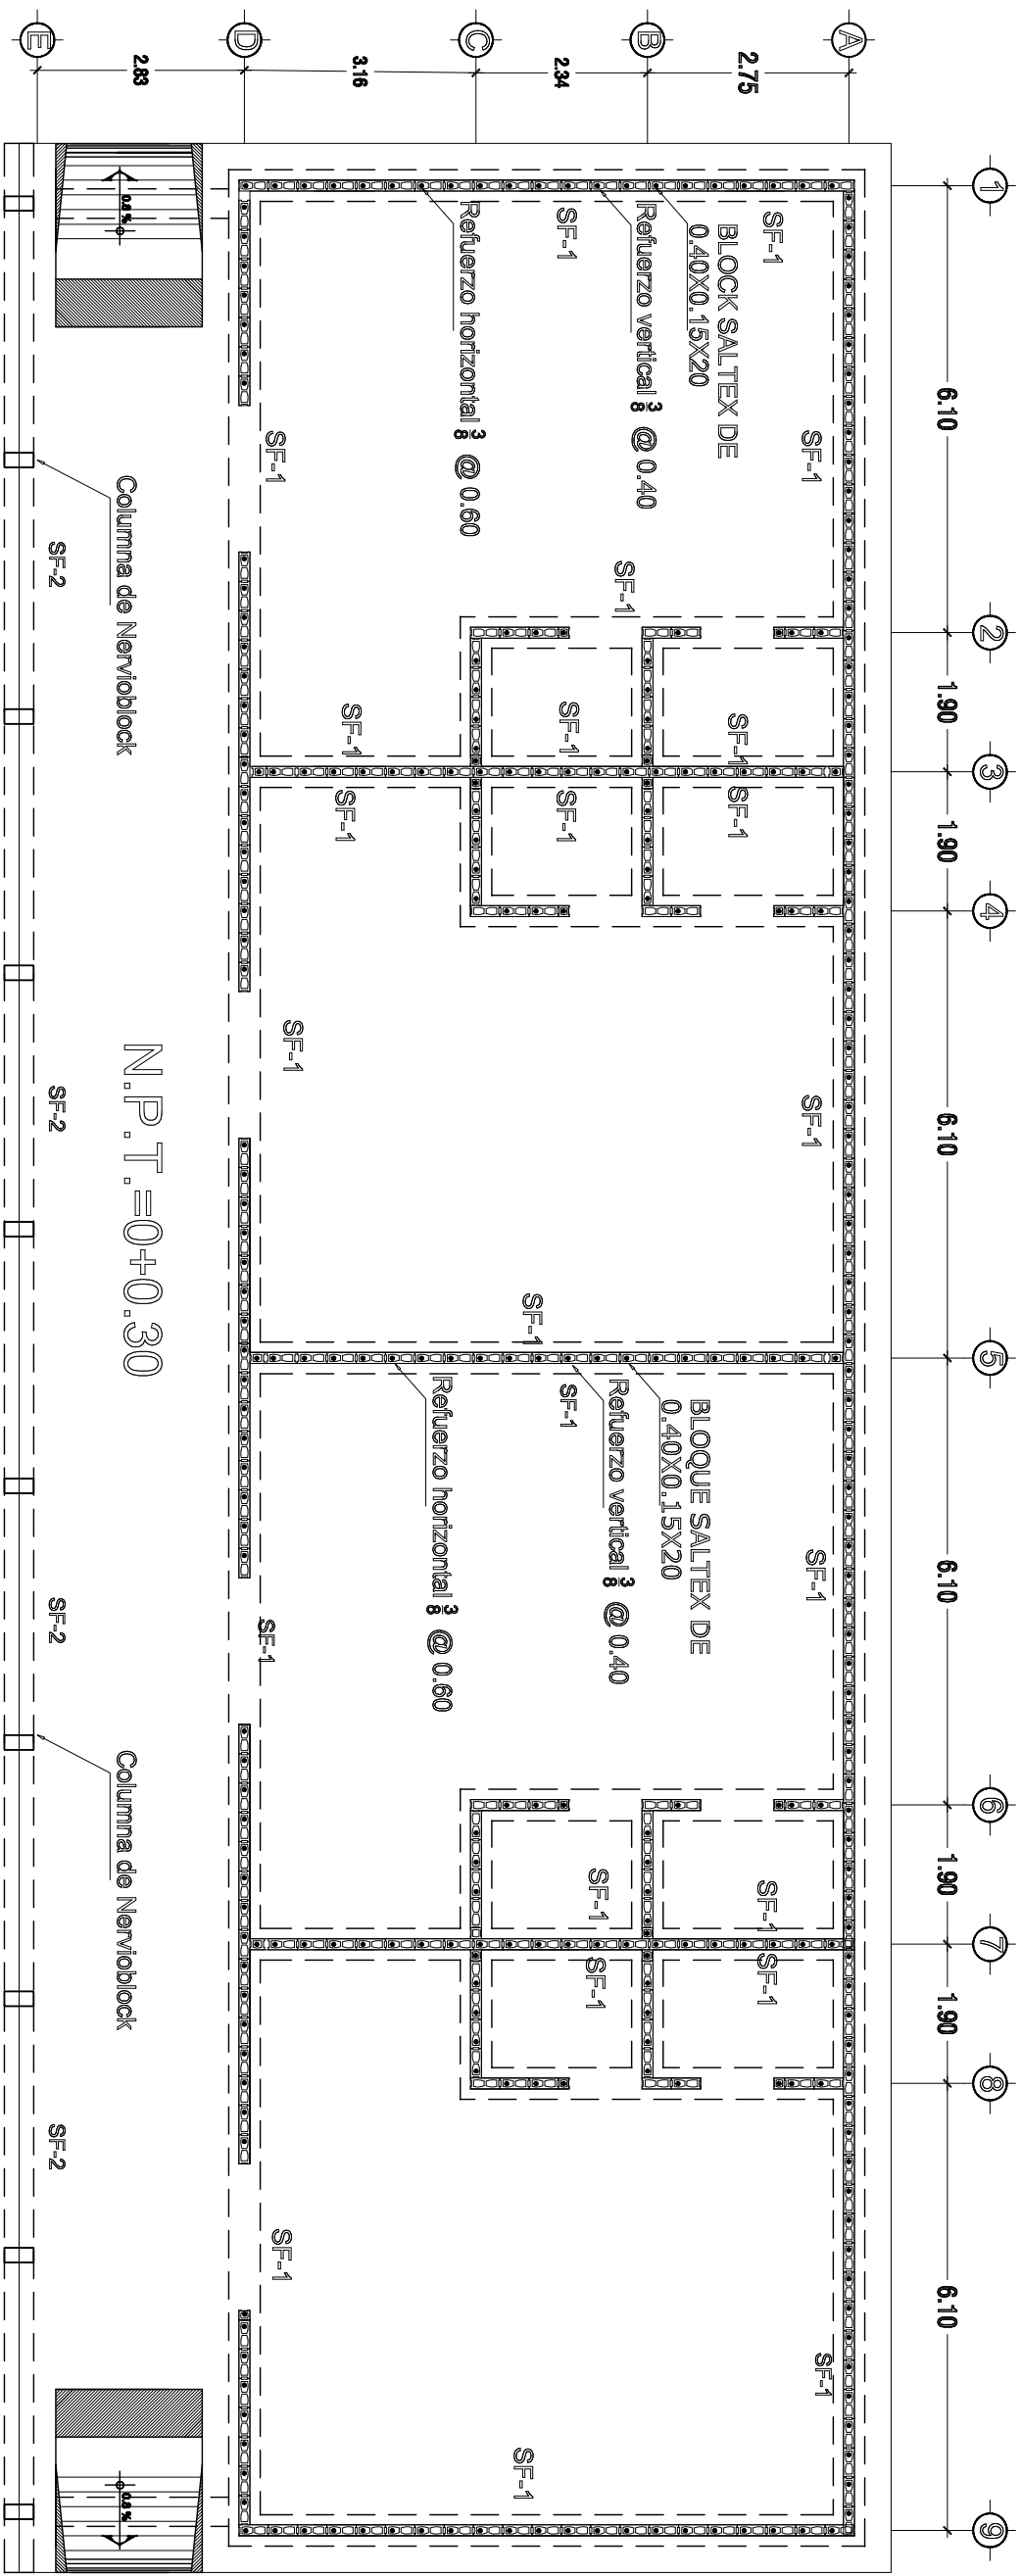 1 2 3 4 5 6 7 8 9
6.10 1.90 1.90 6.10 6.10 1.90 1.90 6.10
A
SF-1
SF-1
SF-1
SF-1
SF-1
2.75
SF-1
SF-1
SF-1
SF-1
BLOCK SALTEX DE
0.40X0.15X20
BLOQUE SALTEX DE
0.40X0.15X20
B
Refuerzo vertical 3/8 @ 0.40
SF-1
Refuerzo vertical 3/8 @ 0.40
SF-1
SF-1
2.34
SF-1
SF-1
SF-1
SF-1
SF-1
SF-1
C
Refuerzo horizontal 3/8 @ 0.60
Refuerzo horizontal 3/8 @ 0.60
3.16
SF-1
SF-1
SF-1
SF-1
SF-1
SF-1
D
2.83
N.P.T.=0+0.30
0.8 %
0.8 %
Columna de Nervioblock
Columna de Nervioblock
SF-2
SF-2
SF-2
SF-2
E